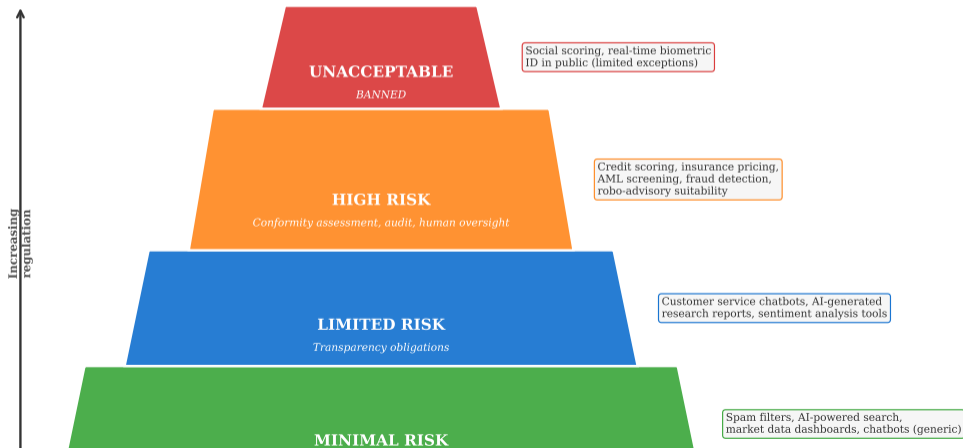 UNACCEPTABLE
BANNED
Social scoring, real-time biometric
ID in public (limited exceptions)
HIGH RISK
Conformity assessment, audit, human oversight
Credit scoring, insurance pricing,
AML screening, fraud detection,
robo-advisory suitability
Increasing
regulation
LIMITED RISK
Transparency obligations
Customer service chatbots, AI-generated
research reports, sentiment analysis tools
MINIMAL RISK
Spam filters, AI-powered search,
market data dashboards, chatbots (generic)